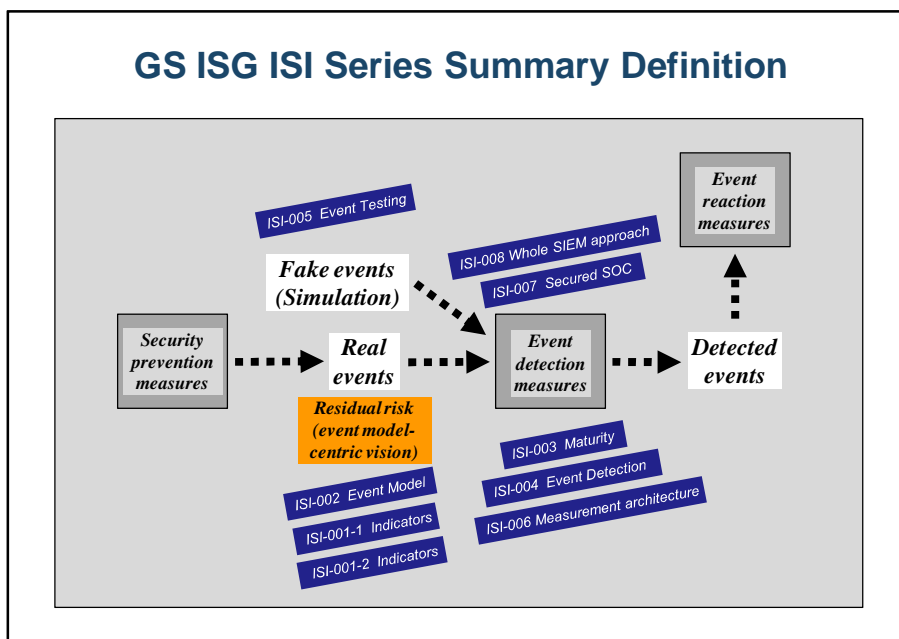 GS ISG ISI Series Summary Definition
Event
reaction
measures
ISI-005 Event Testing
ISI-008 Whole SIEM approach
ISI-007 Secured SOC
Fake events
(Simulation)
Security
prevention
measures
Real
events
Event
detection
measures
Detected
events
Residual risk
(event model-
centric vision)
ISI-003 Maturity
ISI-004 Event Detection
ISI-006 Measurement architecture
ISI-002 Event Model
ISI-001-1 Indicators
ISI-001-2 Indicators